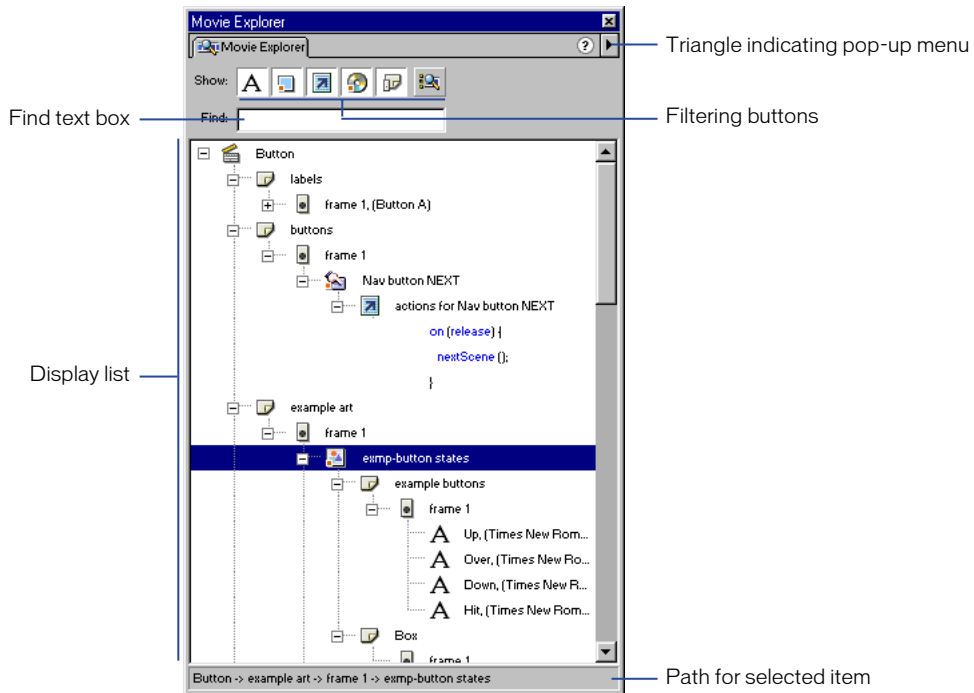 Movie Explorer
Movie Explorer
?
Triangle indicating pop-up menu
Show:
A
Find text box
Find:
Filtering buttons
Button
labels
frame 1, (Button A)
buttons
frame 1
Nav button NEXT
actions for Nav button NEXT
on (release) {
nextScene ();
}
Display list
example art
frame 1
exmp-button states
example buttons
frame 1
A Up, (Times New Rom...
A Over, (Times New Ro...
A Down, (Times New R...
A Hit, (Times New Rom...
Box
frame 1
Button -> example art -> frame 1 -> exmp-button states
Path for selected item